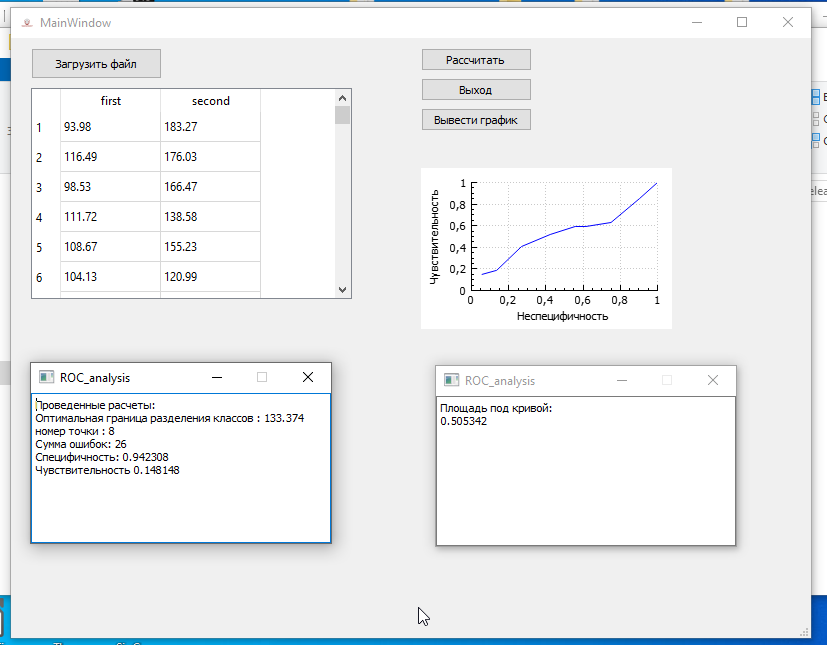 MainWindow
Загрузить файл
Рассчитать
Выход
Вывести график
first second
1 93.98 183.27
2 116.49 176.03
3 98.53 166.47
4 111.72 138.58
5 108.67 155.23
6 104.13 120.99
Чувствительность
1
0,8
0,6
0,4
0,2
0
0 0,2 0,4 0,6 0,8 1
Неспецифичность
ROC_analysis
Проведенные расчеты:
Оптимальная граница разделения классов : 133.374
номер точки : 8
Сумма ошибок: 26
Специфичность: 0.942308
Чувствительность 0.148148
ROC_analysis
Площадь под кривой:
0.505342